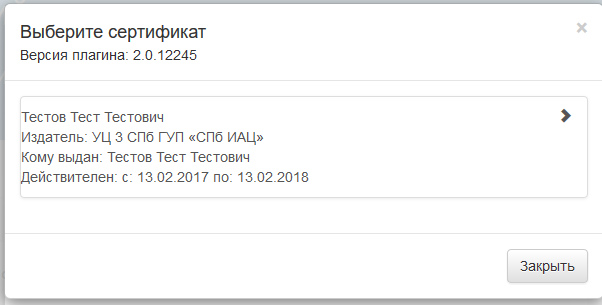 Выберите сертификат
×
Версия плагина: 2.0.12245
Тестов Тест Тестович
Издатель: УЦ 3 СПб ГУП «СПб ИАЦ»
Кому выдан: Тестов Тест Тестович
Действителен: с: 13.02.2017 по: 13.02.2018
Закрыть